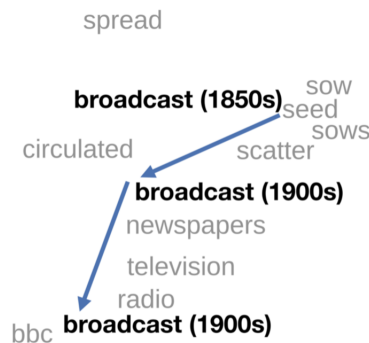 spread
sow
broadcast (1850s)
seed
sows
circulated
scatter
broadcast (1900s)
newspapers
television
radio
broadcast (1900s)
bbc